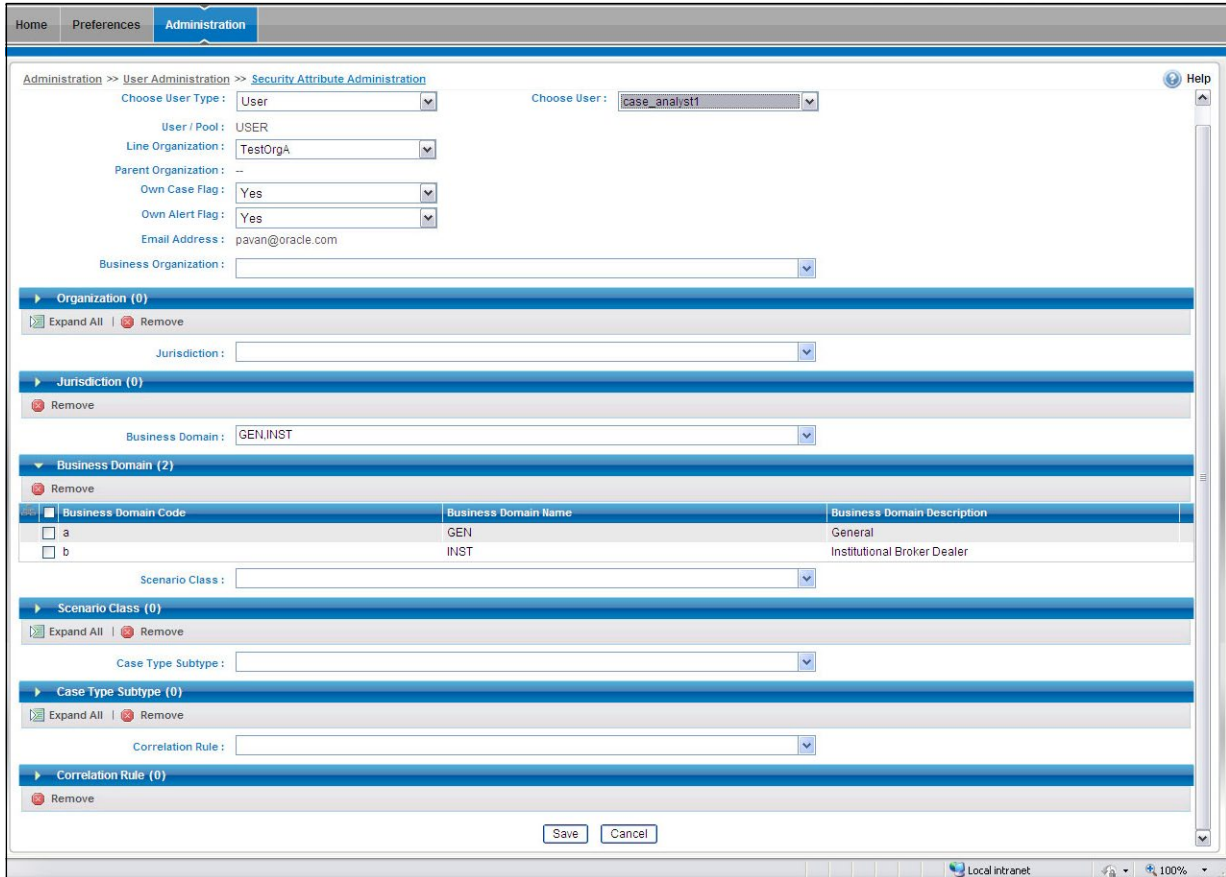 Home Preferences Administration
Administration >> User Administration >> Security Attribute Administration Help
Choose User Type : User Choose User : case_analyst1
User / Pool : USER
Line Organization : TestOrgA
Parent Organization : --
Own Case Flag : Yes
Own Alert Flag : Yes
Email Address : pavan@oracle.com
Business Organization :
Organization (0)
Expand All | Remove
Jurisdiction :
Jurisdiction (0)
Remove
Business Domain : GEN,INST
Business Domain (2)
Remove
Business Domain Code Business Domain Name Business Domain Description
a GEN General
b INST Institutional Broker Dealer
Scenario Class :
Scenario Class (0)
Expand All | Remove
Case Type Subtype :
Case Type Subtype (0)
Expand All | Remove
Correlation Rule :
Correlation Rule (0)
Remove
Save Cancel
Local intranet 100%